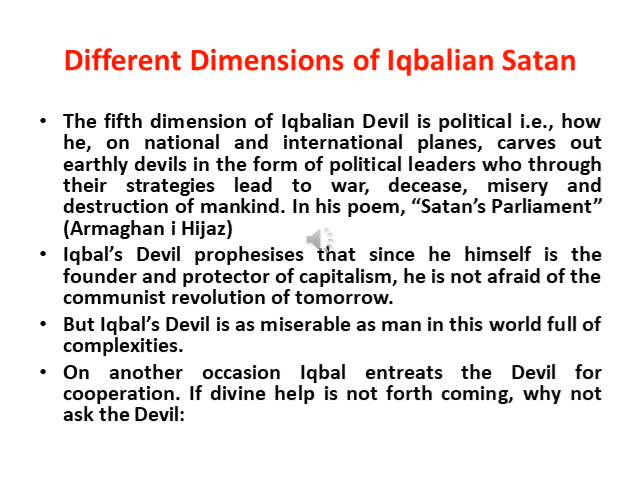 Different Dimensions of Iqbalian Satan
• The fifth dimension of Iqbalian Devil is political i.e., how
he, on national and international planes, carves out
earthly devils in the form of political leaders who through
their strategies lead to war, decease, misery and
destruction of mankind. In his poem, “Satan’s Parliament”
(Armaghan i Hijaz)
• Iqbal’s Devil prophesises that since he himself is the
founder and protector of capitalism, he is not afraid of the
communist revolution of tomorrow.
• But Iqbal’s Devil is as miserable as man in this world full of
complexities.
• On another occasion Iqbal entreats the Devil for
cooperation. If divine help is not forth coming, why not
ask the Devil: